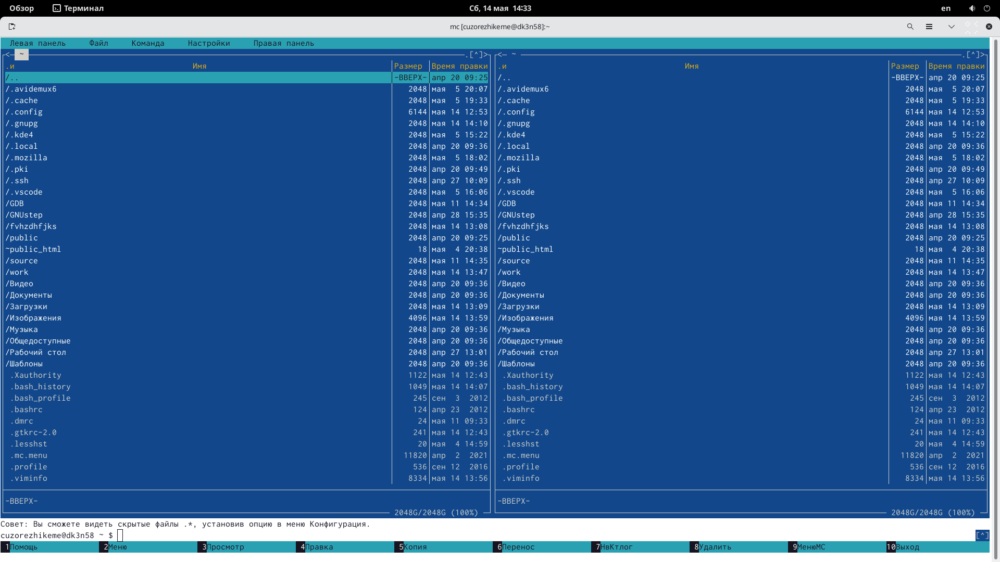 Обзор Терминал Сб, 14 мая 14:33 en
mc [cuzorezhikeme@dk3n58]:~
Левая панель Файл Команда Настройки Правая панель
<─ ~ .[^]> <─ ~ .[^]>
.и Имя Размер Время правки .и Имя Размер Время правки
/.. -ВВЕРХ- апр 20 09:25 /.. -ВВЕРХ- апр 20 09:25
/.avidemux6 2048 мая 5 20:07 /.avidemux6 2048 мая 5 20:07
/.cache 2048 мая 5 19:33 /.cache 2048 мая 5 19:33
/.config 6144 мая 14 12:53 /.config 6144 мая 14 12:53
/.gnupg 2048 мая 14 14:10 /.gnupg 2048 мая 14 14:10
/.kde4 2048 мая 5 15:22 /.kde4 2048 мая 5 15:22
/.local 2048 апр 20 09:36 /.local 2048 апр 20 09:36
/.mozilla 2048 мая 5 18:02 /.mozilla 2048 мая 5 18:02
/.pki 2048 апр 20 09:49 /.pki 2048 апр 20 09:49
/.ssh 2048 апр 27 10:09 /.ssh 2048 апр 27 10:09
/.vscode 2048 мая 5 16:06 /.vscode 2048 мая 5 16:06
/GDB 2048 мая 11 14:34 /GDB 2048 мая 11 14:34
/GNUstep 2048 апр 28 15:35 /GNUstep 2048 апр 28 15:35
/fvhzdhfjks 2048 мая 14 13:08 /fvhzdhfjks 2048 мая 14 13:08
/public 2048 апр 20 09:25 /public 2048 апр 20 09:25
~public_html 18 мая 4 20:38 ~public_html 18 мая 4 20:38
/source 2048 мая 11 14:35 /source 2048 мая 11 14:35
/work 2048 мая 14 13:47 /work 2048 мая 14 13:47
/Видео 2048 апр 20 09:36 /Видео 2048 апр 20 09:36
/Документы 2048 апр 20 09:36 /Документы 2048 апр 20 09:36
/Загрузки 2048 мая 14 13:09 /Загрузки 2048 мая 14 13:09
/Изображения 4096 мая 14 13:59 /Изображения 4096 мая 14 13:59
/Музыка 2048 апр 20 09:36 /Музыка 2048 апр 20 09:36
/Общедоступные 2048 апр 20 09:36 /Общедоступные 2048 апр 20 09:36
/Рабочий стол 2048 апр 27 13:01 /Рабочий стол 2048 апр 27 13:01
/Шаблоны 2048 апр 20 09:36 /Шаблоны 2048 апр 20 09:36
.Xauthority 1122 мая 14 12:43 .Xauthority 1122 мая 14 12:43
.bash_history 1049 мая 14 14:07 .bash_history 1049 мая 14 14:07
.bash_profile 245 сен 3 2012 .bash_profile 245 сен 3 2012
.bashrc 124 апр 23 2012 .bashrc 124 апр 23 2012
.dmrc 24 мая 11 09:33 .dmrc 24 мая 11 09:33
.gtkrc-2.0 241 мая 14 12:43 .gtkrc-2.0 241 мая 14 12:43
.lesshst 20 мая 4 14:59 .lesshst 20 мая 4 14:59
.mc.menu 11820 апр 2 2021 .mc.menu 11820 апр 2 2021
.profile 536 сен 12 2016 .profile 536 сен 12 2016
.viminfo 8334 мая 14 13:56 .viminfo 8334 мая 14 13:56
-ВВЕРХ- -ВВЕРХ-
2048G/2048G (100%) 2048G/2048G (100%)
Совет: Вы сможете видеть скрытые файлы .*, установив опцию в меню Конфигурация.
cuzorezhikeme@dk3n58 ~ $ [^]
1Помощь 2Меню 3Просмотр 4Правка 5Копия 6Перенос 7НвКтлог 8Удалить 9МенюMC 10Выход